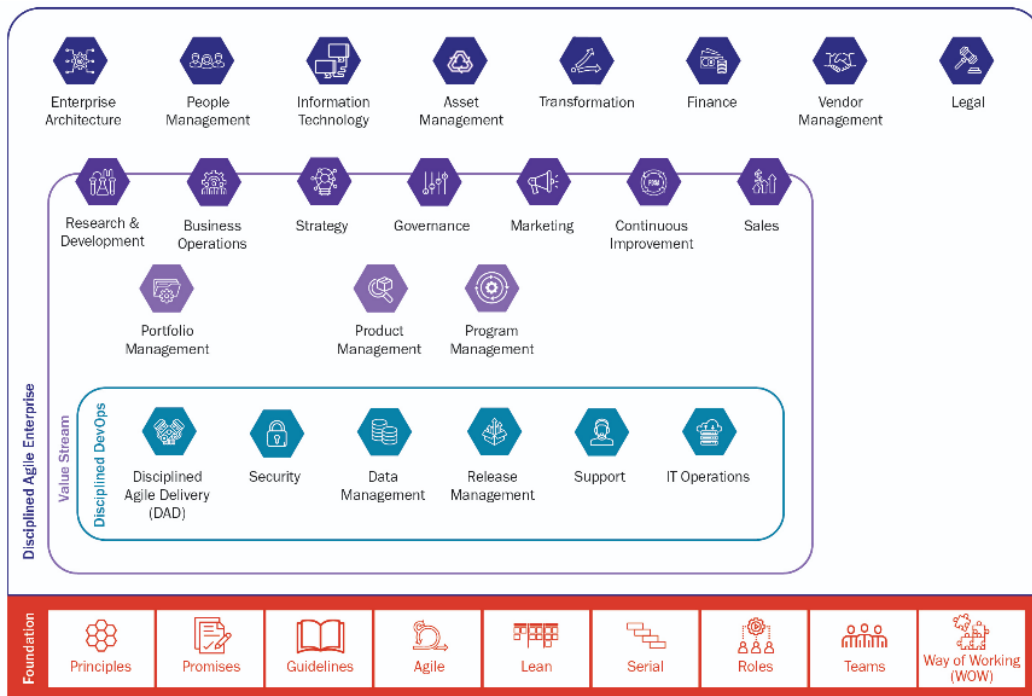 Enterprise
Architecture
People
Management
Information
Technology
Asset
Management
Transformation
Finance
Vendor
Management
Legal
Research &
Development
Business
Operations
Strategy
Governance
Marketing
Continuous
Improvement
Sales
Portfolio
Management
Product
Management
Program
Management
Disciplined Agile Enterprise
Value Stream
Disciplined DevOps
Disciplined
Agile Delivery
(DAD)
Security
Data
Management
Release
Management
Support
IT Operations
Foundation
Principles
Promises
Guidelines
Agile
Lean
Serial
Roles
Teams
Way of Working
(WOW)